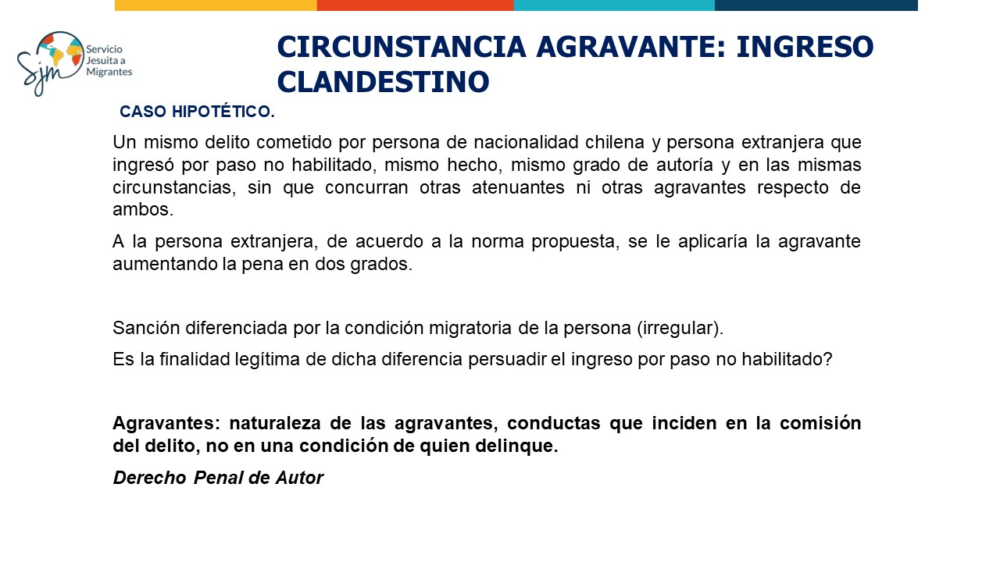 sjm
Servicio
Jesuita a
Migrantes
CIRCUNSTANCIA AGRAVANTE: INGRESO
CLANDESTINO
CASO HIPOTÉTICO.
Un mismo delito cometido por persona de nacionalidad chilena y persona extranjera que
ingresó por paso no habilitado, mismo hecho, mismo grado de autoría y en las mismas
circunstancias, sin que concurran otras atenuantes ni otras agravantes respecto de
ambos.
A la persona extranjera, de acuerdo a la norma propuesta, se le aplicaría la agravante
aumentando la pena en dos grados.
Sanción diferenciada por la condición migratoria de la persona (irregular).
Es la finalidad legítima de dicha diferencia persuadir el ingreso por paso no habilitado?
Agravantes: naturaleza de las agravantes, conductas que inciden en la comisión
del delito, no en una condición de quien delinque.
Derecho Penal de Autor